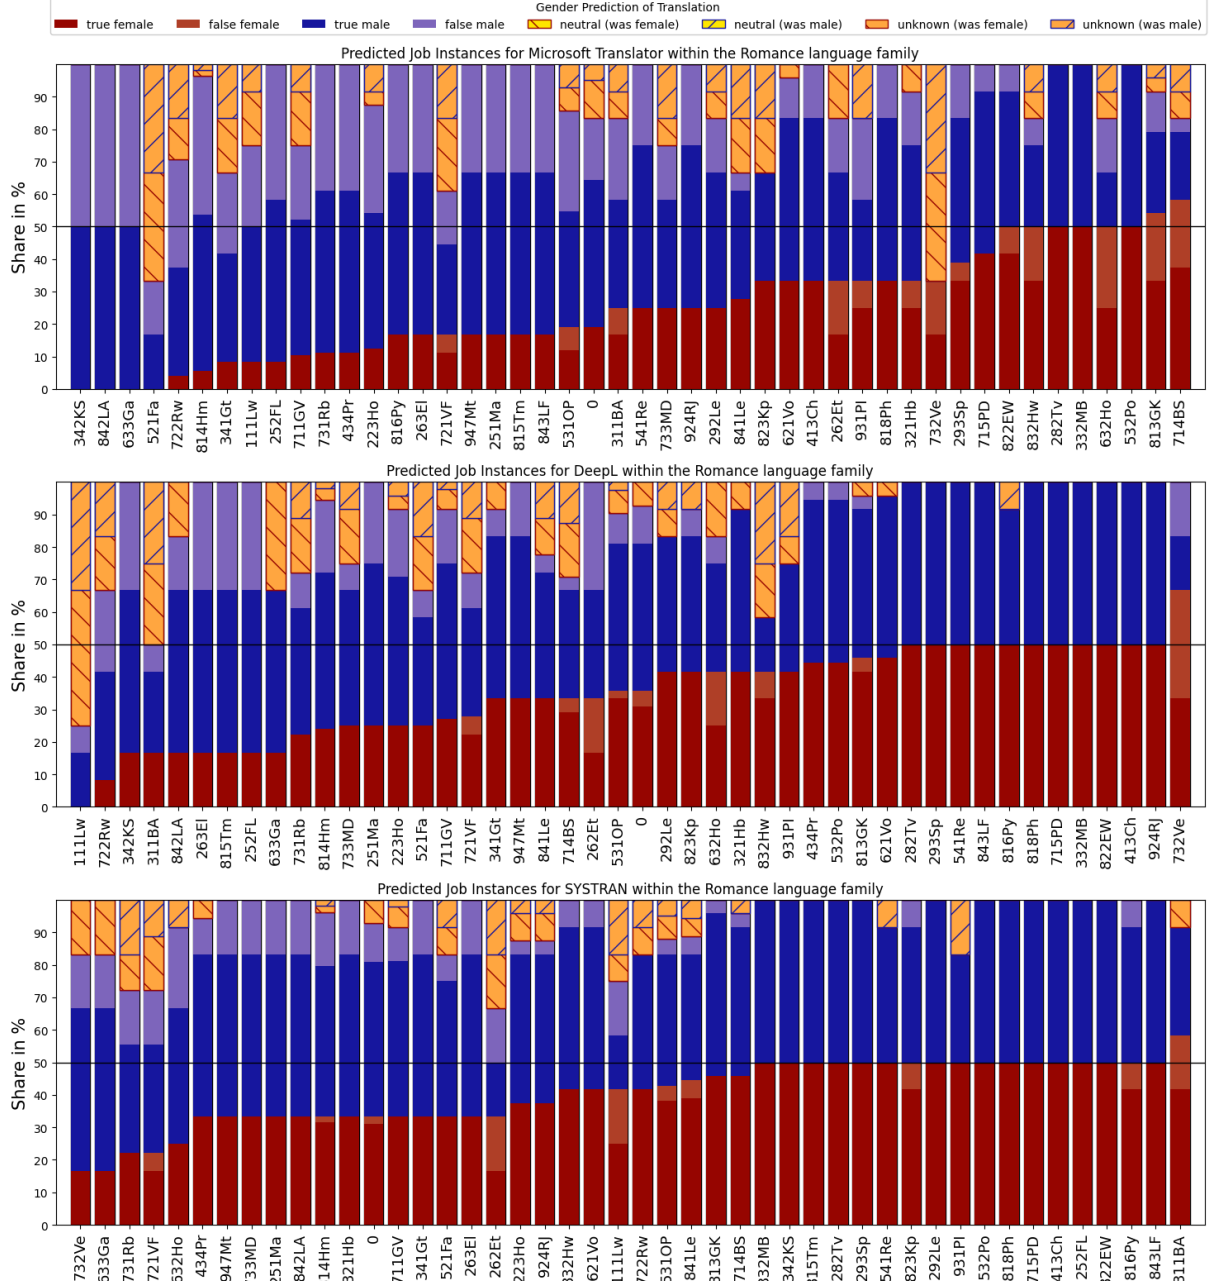 Gender Prediction of Translation
true female false female true male false male neutral (was female) neutral (was male) unknown (was female) unknown (was male)
Predicted Job Instances for Microsoft Translator within the Romance language family
Share in %
90
80
70
60
50
40
30
20
10
0
342KS 842LA 633Ga 521Fa 722Rw 814Hm 341Gt 111Lw 252FL 711GV 731Rb 434Pr 223Ho 816Py 263El 721VF 947Mt 251Ma 815Tm 843LF 531OP 0 311BA 541Re 733MD 924RJ 292Le 841Le 823Kp 621Vo 413Ch 262Et 931Pl 818Ph 321Hb 732Ve 293Sp 715PD 822EW 832Hw 282Tv 332MB 632Ho 532Po 813GK 714BS
Predicted Job Instances for DeepL within the Romance language family
Share in %
90
80
70
60
50
40
30
20
10
0
111Lw 722Rw 342KS 311BA 842LA 263El 815Tm 252FL 633Ga 731Rb 814Hm 733MD 251Ma 223Ho 521Fa 711GV 721VF 341Gt 947Mt 841Le 714BS 262Et 531OP 0 292Le 823Kp 632Ho 321Hb 832Hw 931Pl 434Pr 532Po 813GK 621Vo 282Tv 293Sp 541Re 843LF 816Py 715PD 332MB 822EW 413Ch 924RJ 732Ve
Predicted Job Instances for SYSTRAN within the Romance language family
Share in %
90
80
70
60
50
40
30
20
10
0
732Ve 633Ga 731Rb 721VF 632Ho 434Pr 947Mt 733MD 251Ma 842LA 814Hm 321Hb 0 711GV 341Gt 521Fa 263El 262Et 223Ho 924RJ 832Hw 621Vo 111Lw 722Rw 531OP 841Le 813GK 714BS 332MB 342KS 815Tm 282Tv 293Sp 541Re 823Kp 292Le 931Pl 532Po 818Ph 715PD 413Ch 252FL 822EW 816Py 843LF 311BA